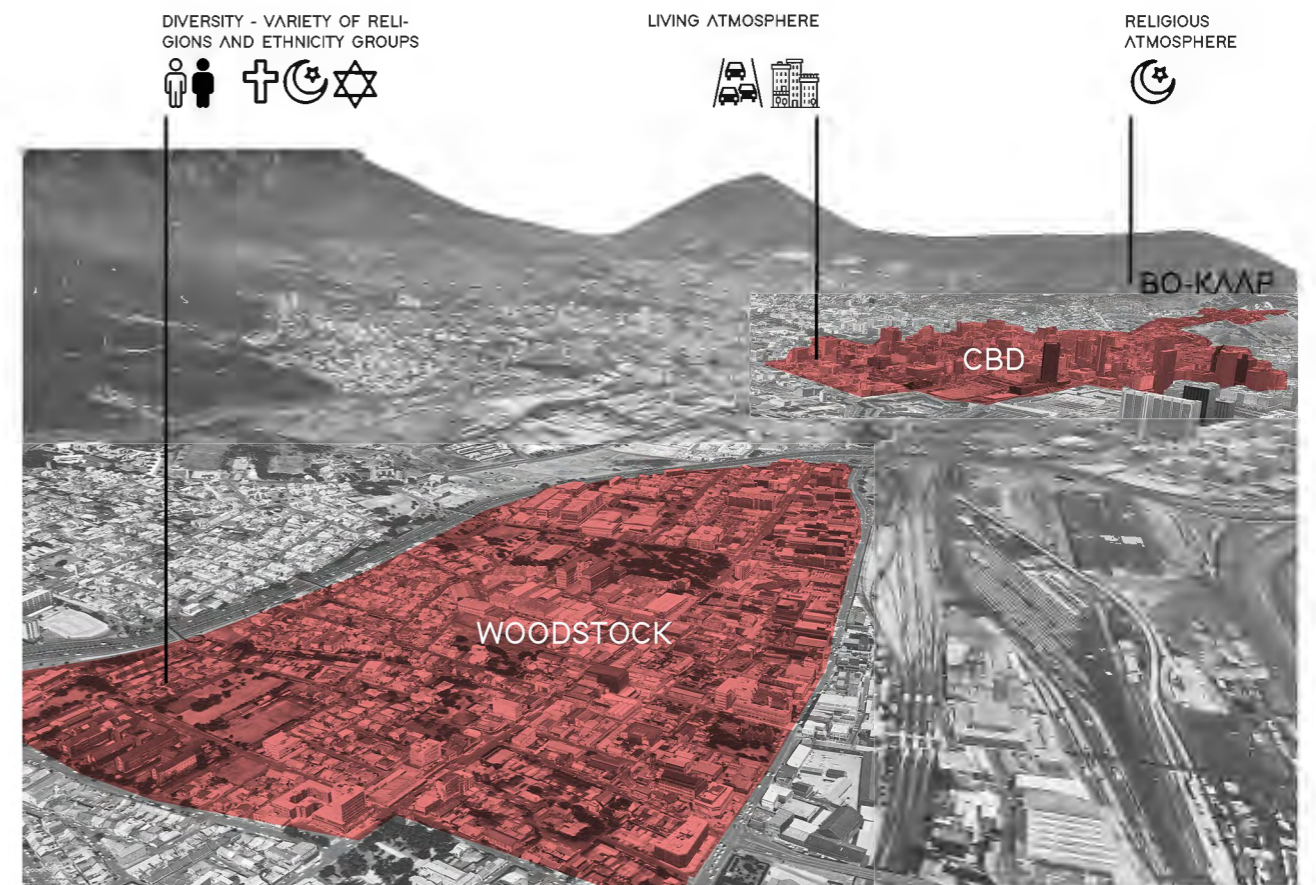 DIVERSITY - VARIETY OF RELI-
GIONS AND ETHNICITY GROUPS
LIVING ATMOSPHERE
RELIGIOUS
ATMOSPHERE
BO-KAAP
CBD
WOODSTOCK